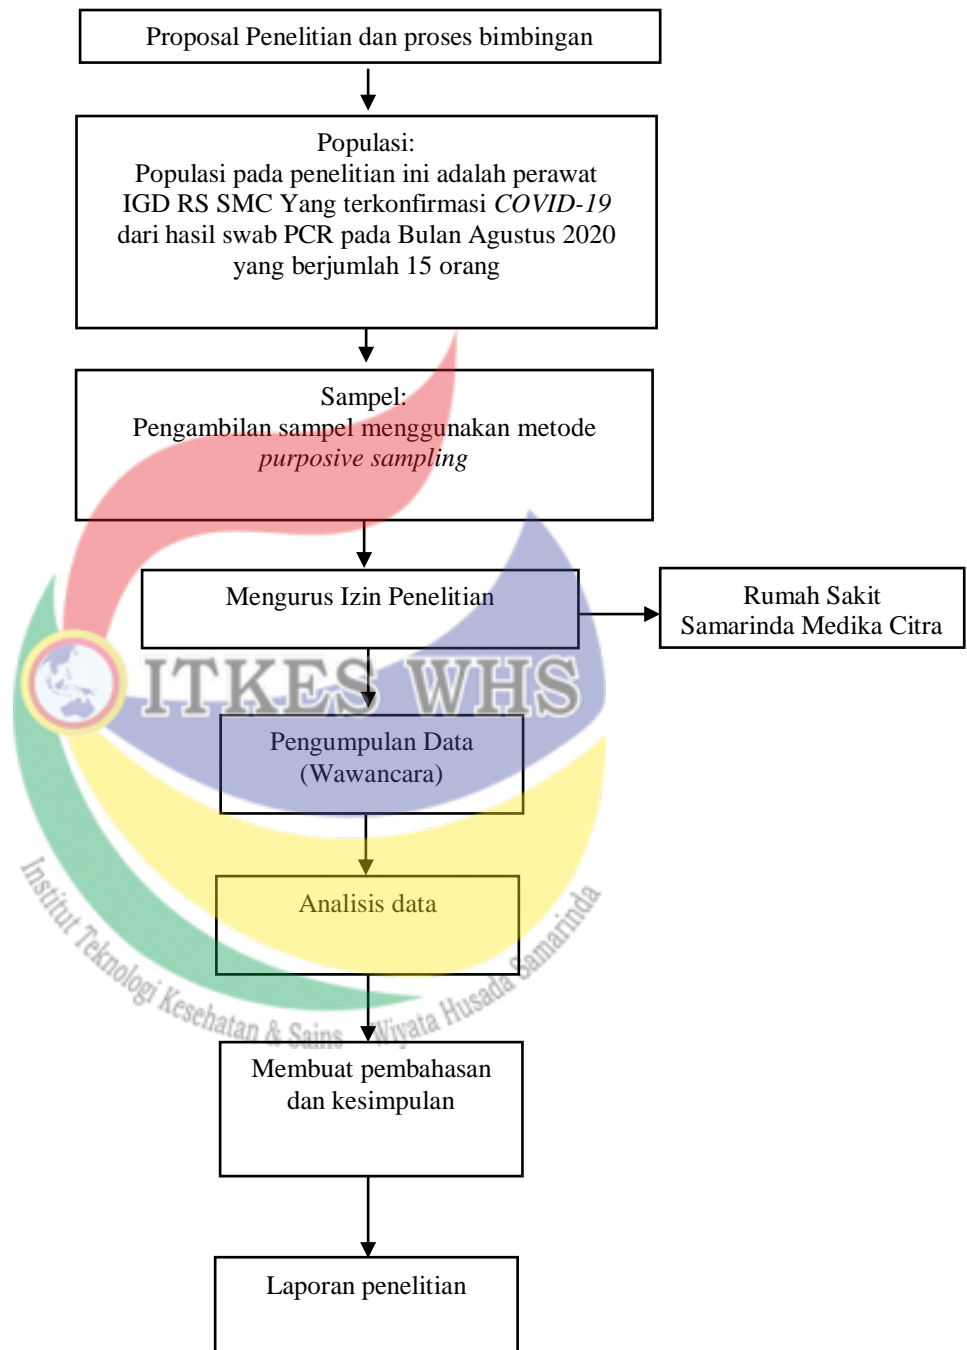 Proposal Penelitian dan proses bimbingan
Populasi:
Populasi pada penelitian ini adalah perawat
IGD RS SMC Yang terkonfirmasi COVID-19
dari hasil swab PCR pada Bulan Agustus 2020
yang berjumlah 15 orang
Sampel:
Pengambilan sampel menggunakan metode
purposive sampling
Mengurus Izin Penelitian
Rumah Sakit
Samarinda Medika Citra
ITKES WHS
Pengumpulan Data
(Wawancara)
Analisis data
Institut Teknologi Kesehatan & Sains Wiyata Husada Samarinda
Membuat pembahasan
dan kesimpulan
Laporan penelitian